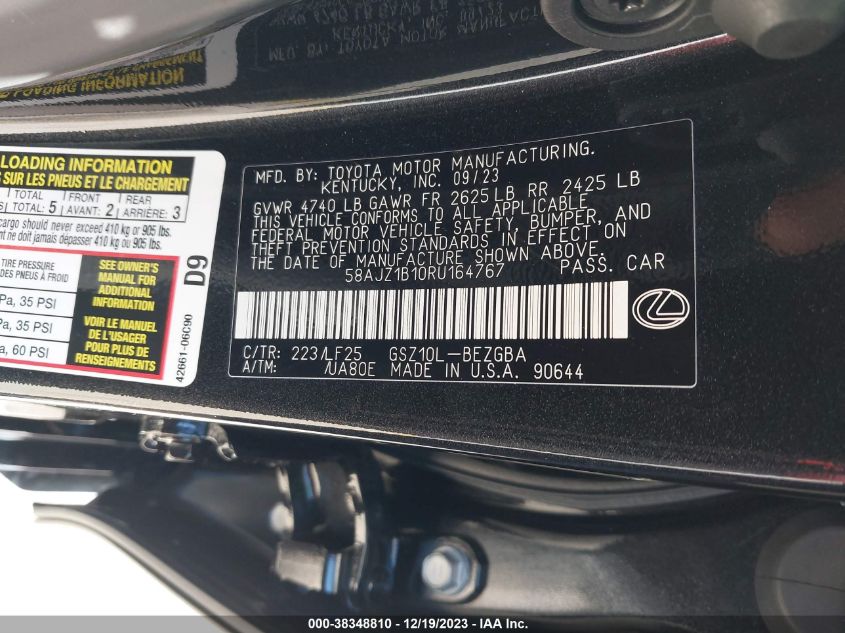 LOADING INFORMATION
SUR LES PNEUS ET LE CHARGEMENT
TOTAL FRONT REAR
TOTAL: 5 AVANT: 2 ARRIÈRE: 3
cargo should never exceed 410 kg or 905 lbs.
nt ne doit jamais dépasser 410 kg ou 905 lbs.
TIRE PRESSURE
DES PNEUS À FROID
Pa, 35 PSI
Pa, 35 PSI
Pa, 60 PSI
SEE OWNER'S
MANUAL FOR
ADDITIONAL
INFORMATION
VOIR LE MANUEL
DE L'USAGER
POUR PLUS DE
RENSEIGNEMENTS
D9
42661-06C90
MFD. BY: TOYOTA MOTOR MANUFACTURING.
KENTUCKY, INC. 09/23
GVWR 4740 LB GAWR FR 2625 LB RR 2425 LB
THIS VEHICLE CONFORMS TO ALL APPLICABLE
FEDERAL MOTOR VEHICLE SAFETY, BUMPER, AND
THEFT PREVENTION STANDARDS IN EFFECT ON
THE DATE OF MANUFACTURE SHOWN ABOVE.
58AJZ1B10RU164767 PASS. CAR
C/TR: 223/LF25 GSZ10L-BEZGBA
A/TM: /UA80E MADE IN U.S.A. 90644
000-38348810 - 12/19/2023 - IAAI.com